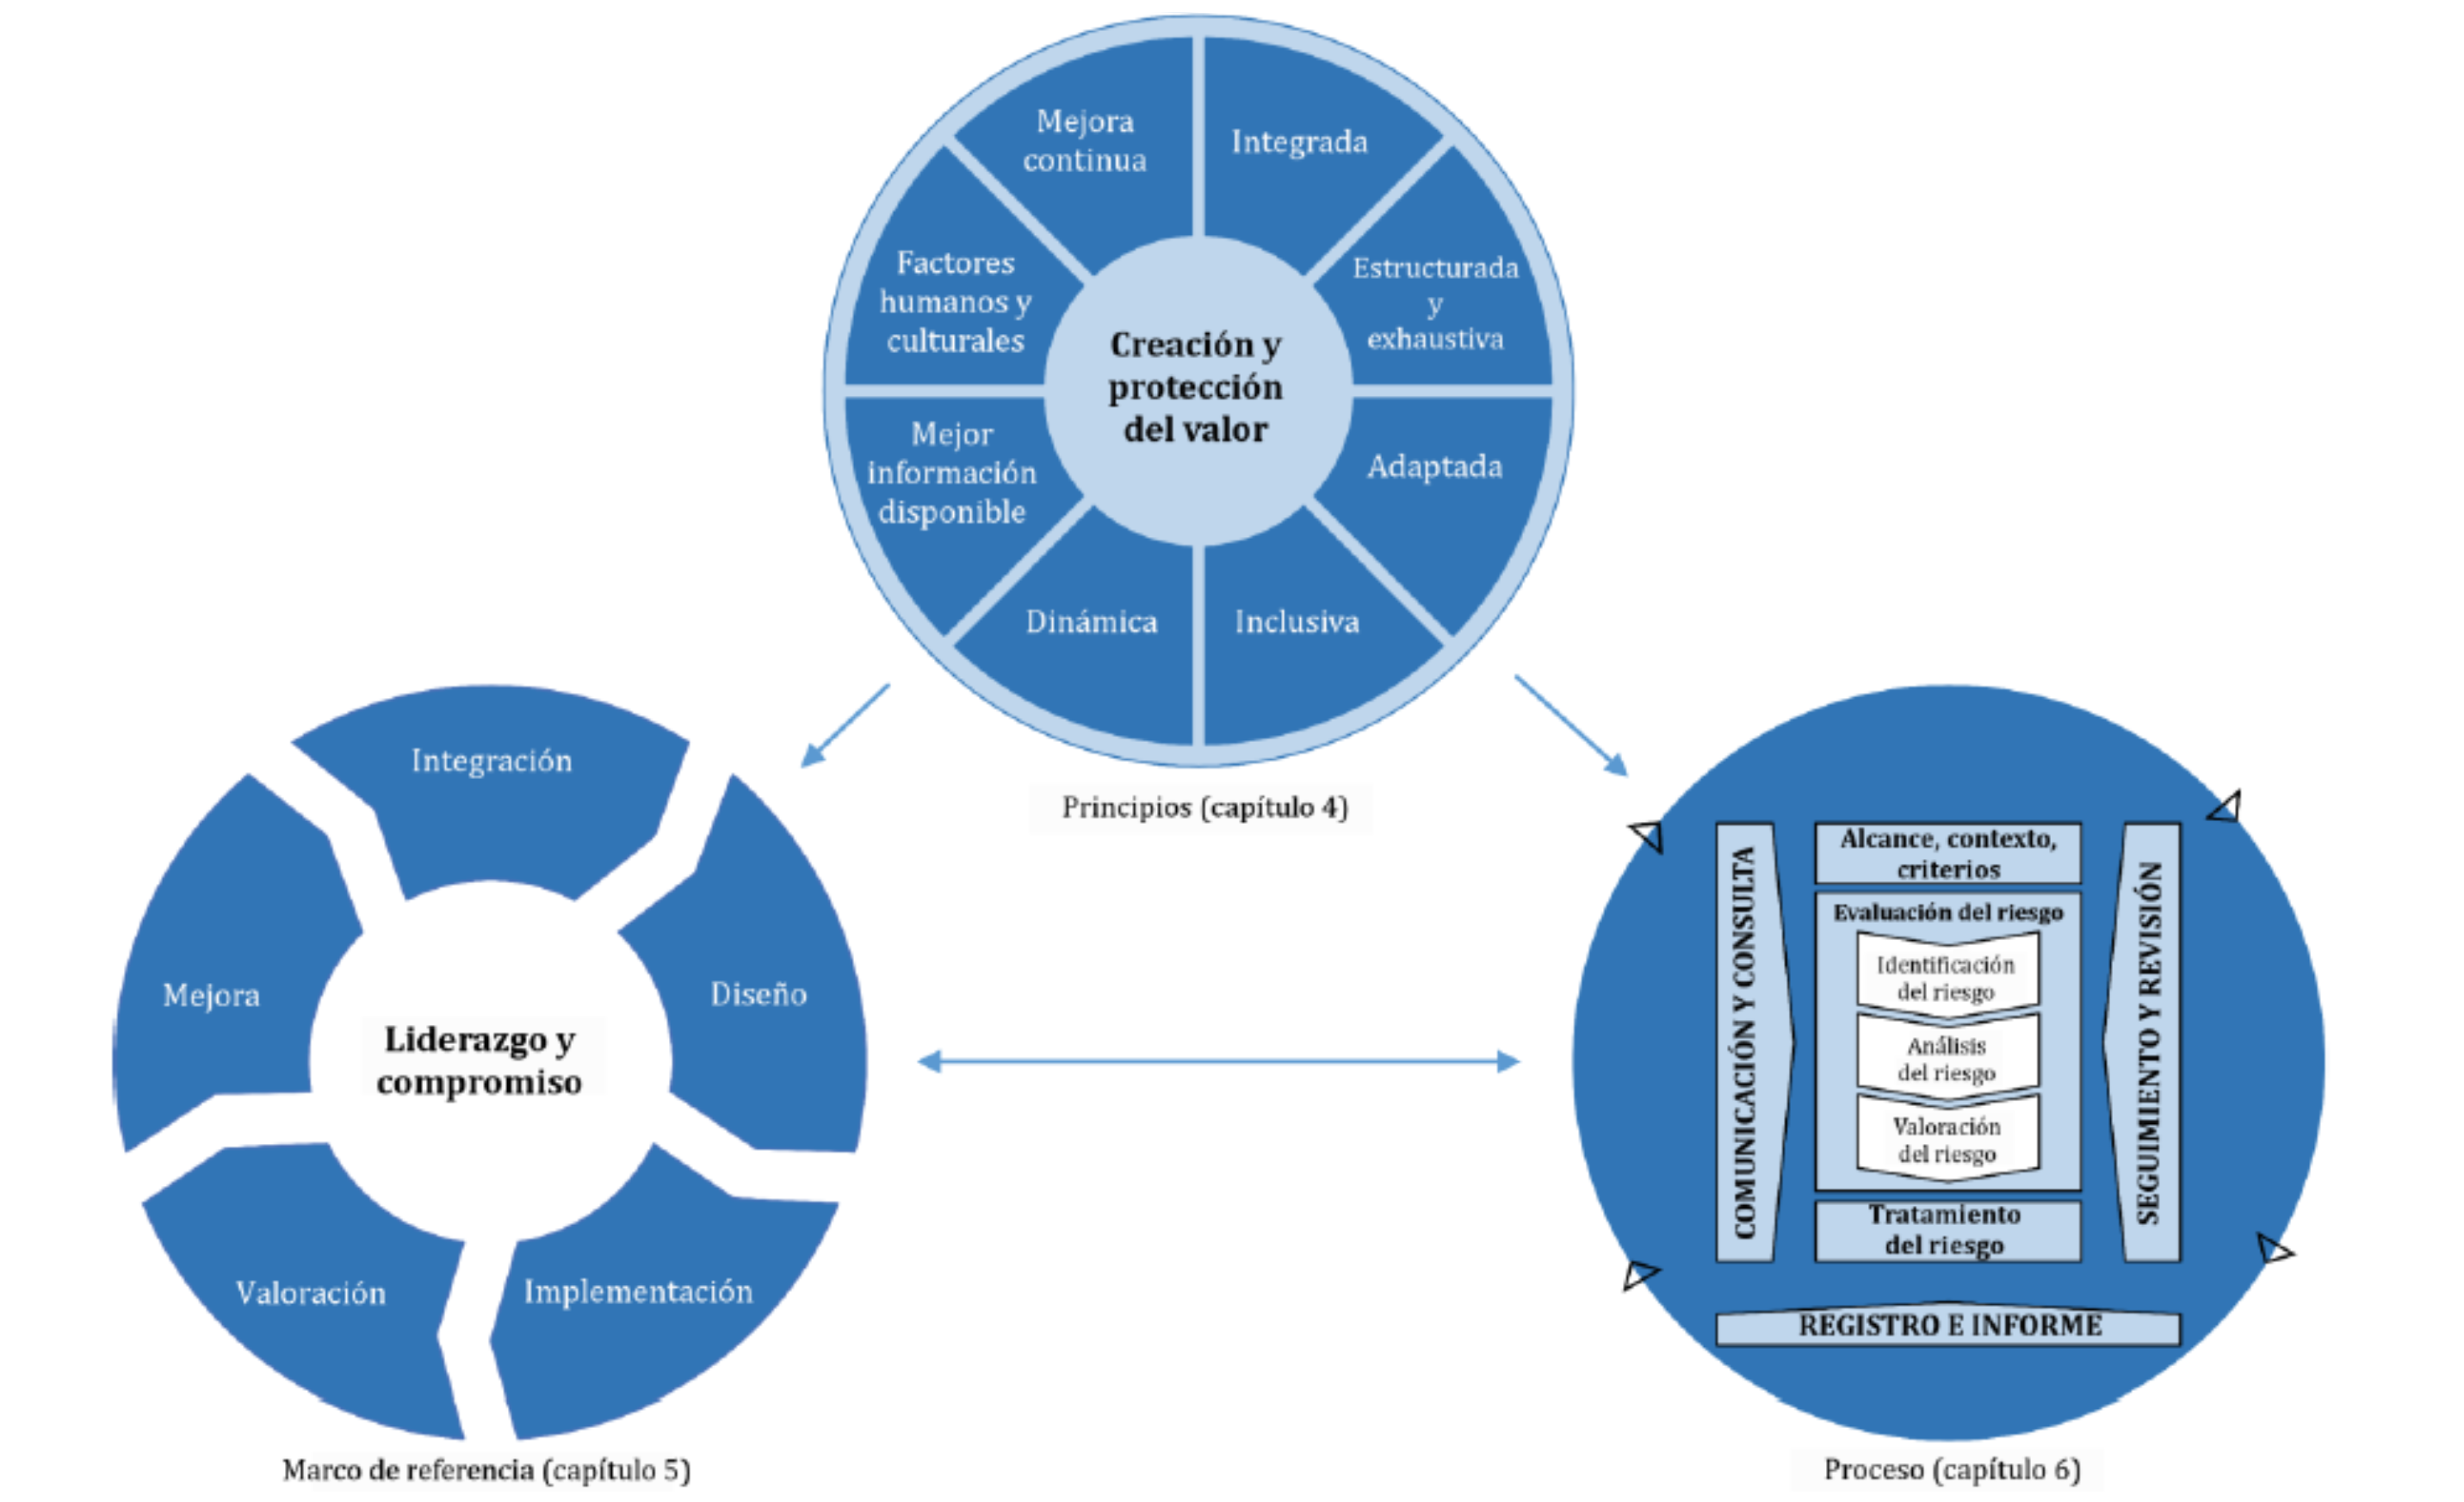 Mejora
continua
Integrada
Estructurada
y
exhaustiva
Adaptada
Inclusiva
Dinámica
Mejor
información
disponible
Factores
humanos y
culturales
Creación y
protección
del valor
Principios (capítulo 4)
Integración
Diseño
Implementación
Valoración
Mejora
Liderazgo y
compromiso
Marco de referencia (capítulo 5)
COMUNICACIÓN Y CONSULTA
Alcance, contexto,
criterios
Evaluación del riesgo
Identificación
del riesgo
Análisis
del riesgo
Valoración
del riesgo
Tratamiento
del riesgo
SEGUIMIENTO Y REVISIÓN
REGISTRO E INFORME
Proceso (capítulo 6)